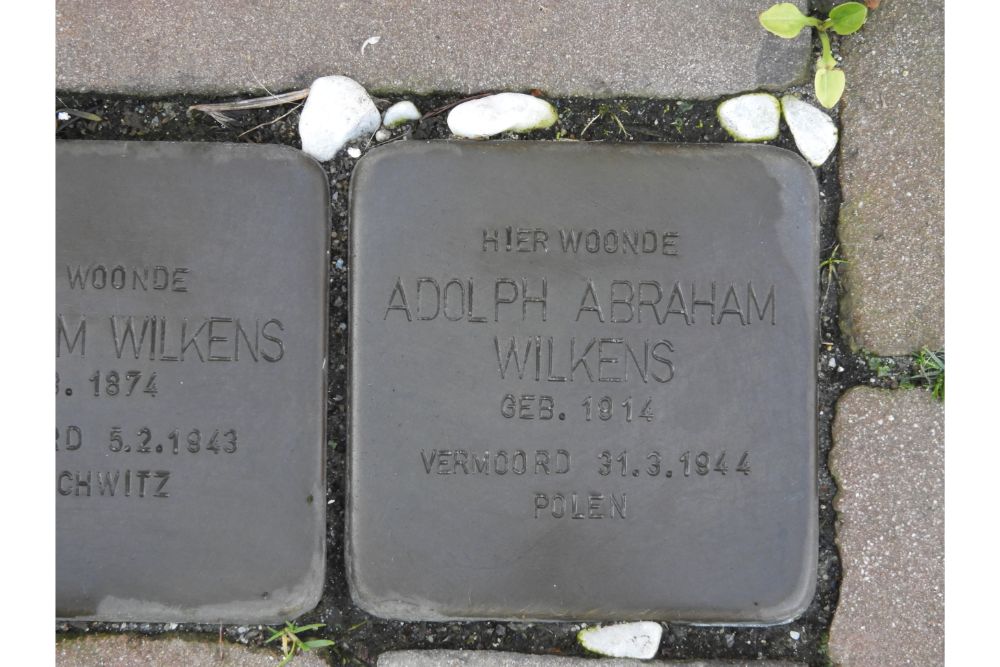 WOONDE
M WILKENS
. 1874
RD 5.2.1943
CHWITZ
HIER WOONDE
ADOLPH ABRAHAM
WILKENS
GEB. 1914
VERMOORD 31.3.1944
POLEN